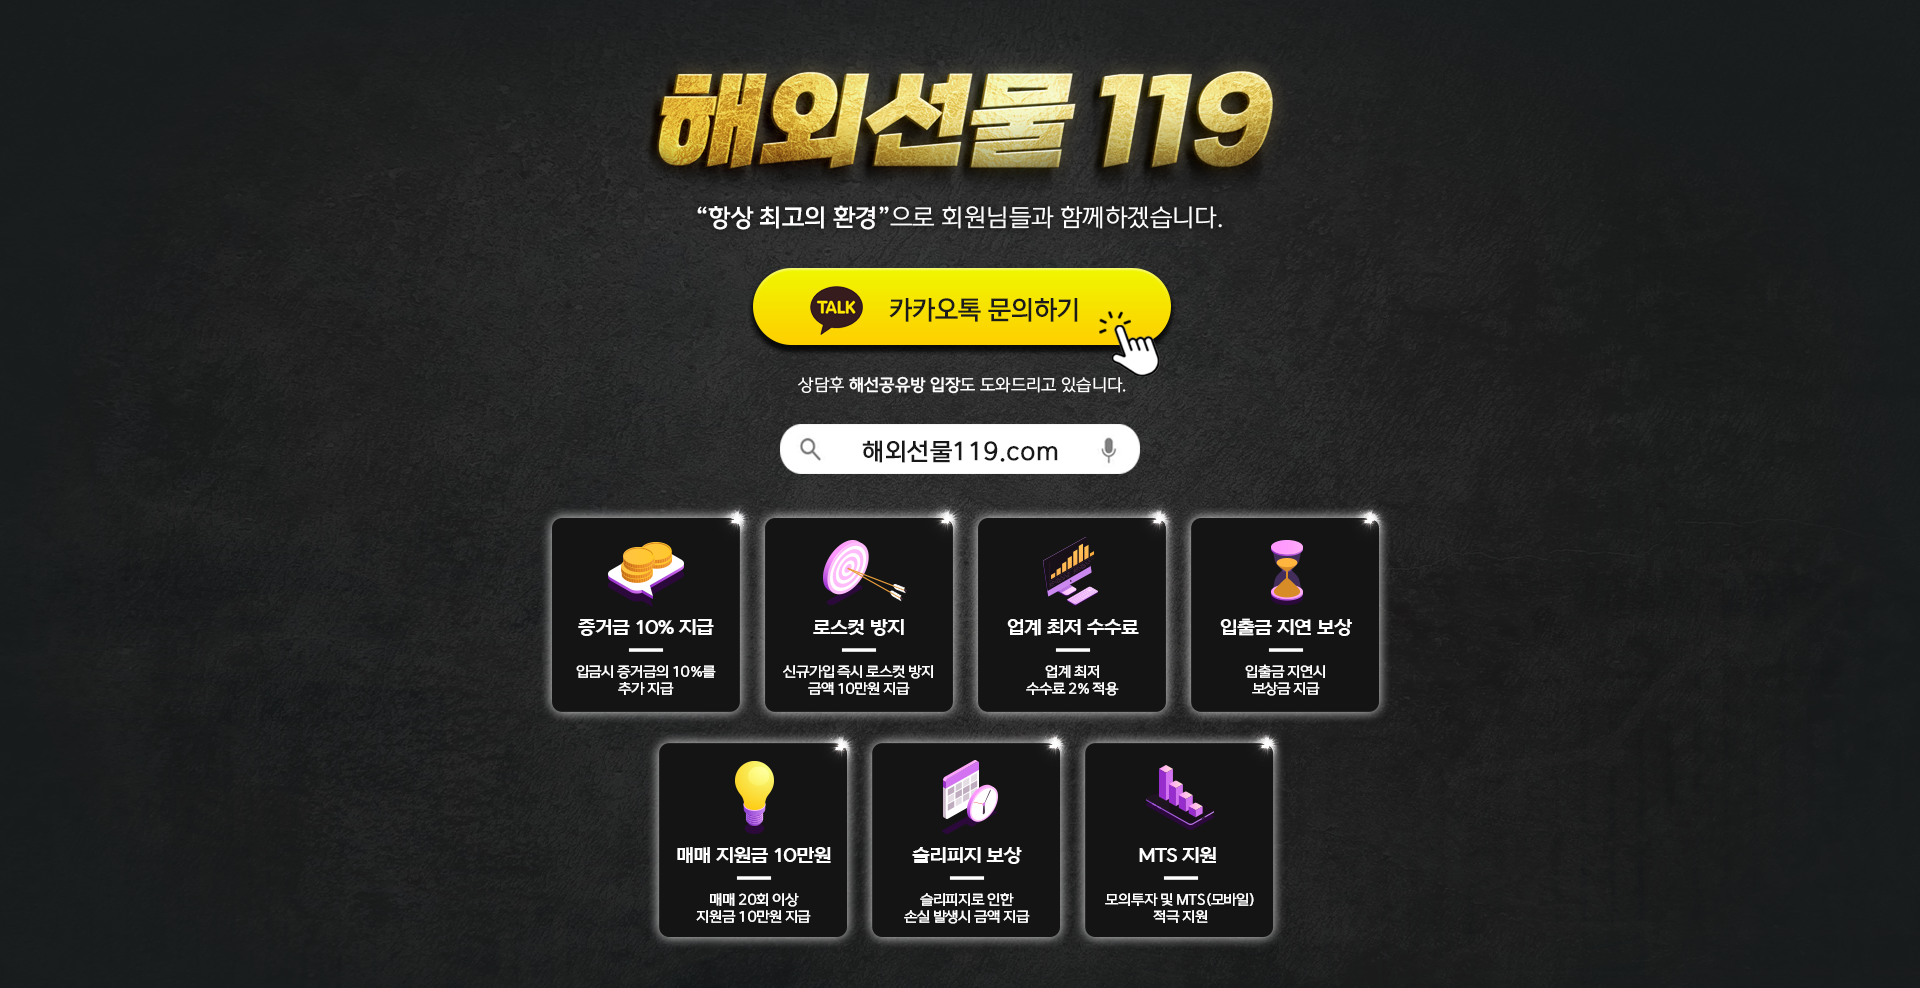 해외선물 119
“항상 최고의 환경”으로 회원님들과 함께하겠습니다.
TALK 카카오톡 문의하기
상담후 해선공유방 입장도 도와드리고 있습니다.
해외선물119.com
증거금 10% 지급
입금시 증거금의 10%를
추가 지급
로스컷 방지
신규가입 즉시 로스컷 방지
금액 10만원 지급
업계 최저 수수료
업계 최저
수수료 2% 적용
입출금 지연 보상
입출금 지연시
보상금 지급
매매 지원금 10만원
매매 20회 이상
지원금 10만원 지급
슬리피지 보상
슬리피지로 인한
손실 발생시 금액 지급
MTS 지원
모의투자 및 MTS(모바일)
적극 지원